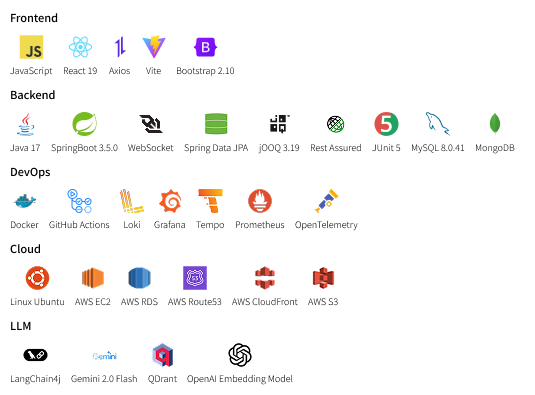 Frontend
JS
B
JavaScript React 19 Axios Vite Bootstrap 2.10
Backend
5
Java 17 SpringBoot 3.5.0 WebSocket Spring Data JPA jOOQ 3.19 Rest Assured JUnit 5 MySQL 8.0.41 MongoDB
DevOps
Docker GitHub Actions Loki Grafana Tempo Prometheus OpenTelemetry
Cloud
53
Linux Ubuntu AWS EC2 AWS RDS AWS Route53 AWS CloudFront AWS S3
LLM
Gemini
LangChain4j Gemini 2.0 Flash QDrant OpenAI Embedding Model